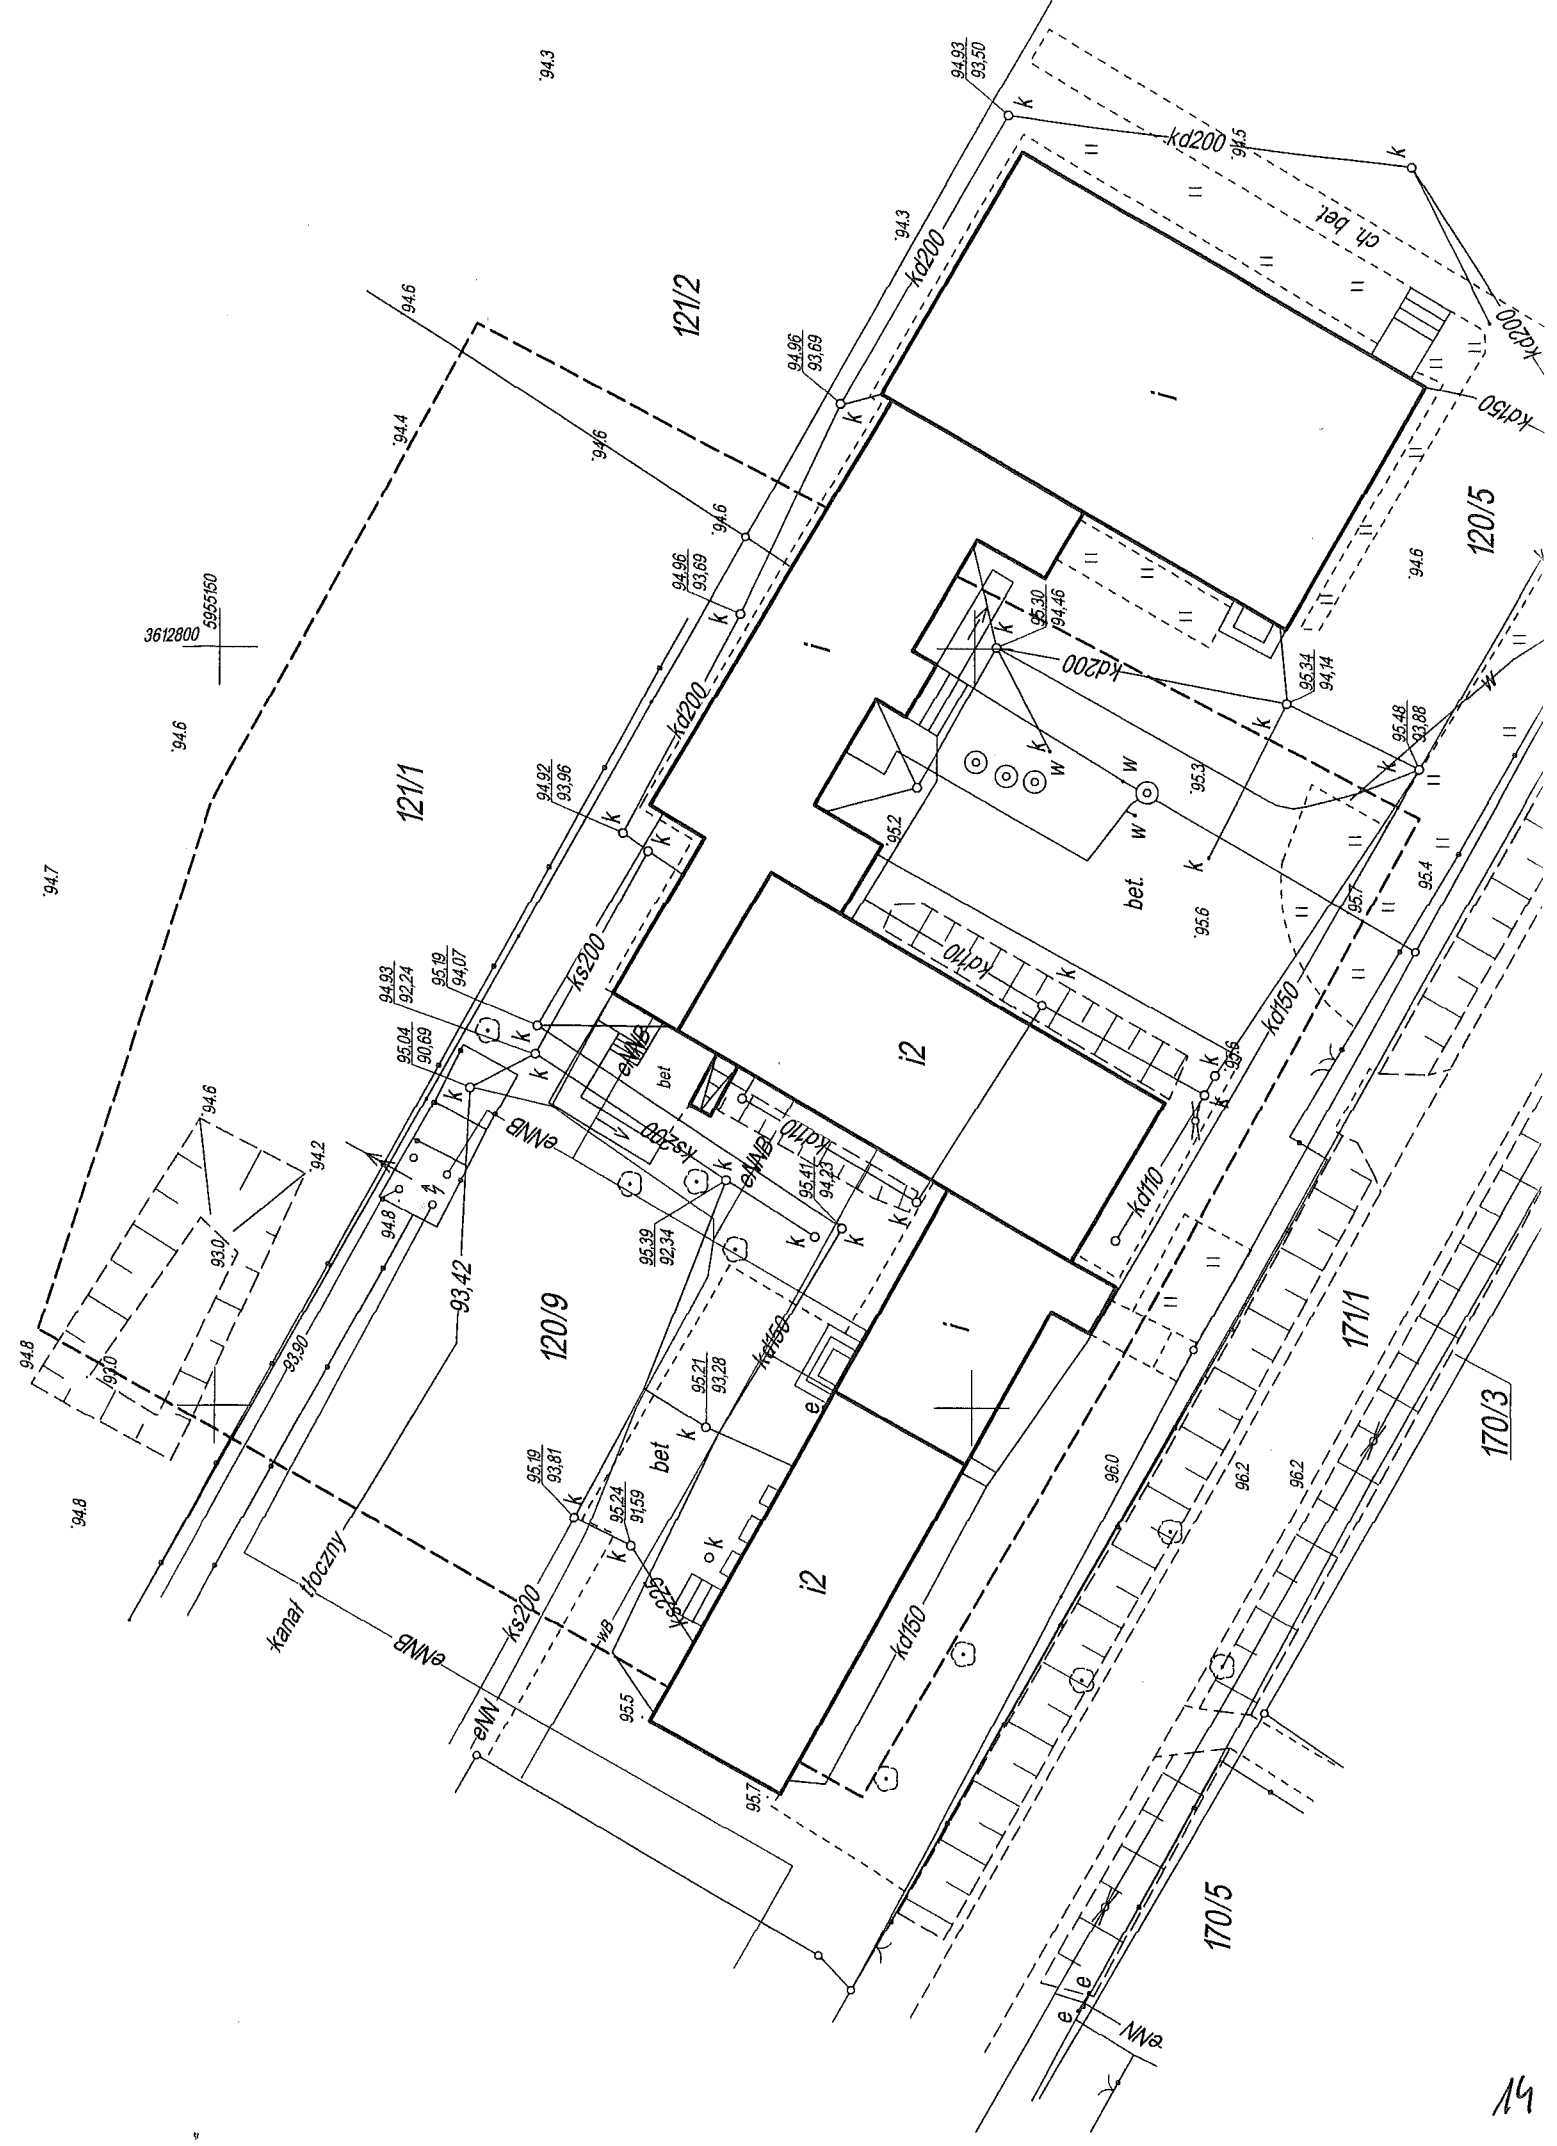 94.3
94.93
93,50
k
kd200
94.5
k
ch. bet.
94.3
kd200
121/2
94.6
94.96
93,69
k
kd200
kd150
i
94.4
94.6
94.6
94.96
93,69
k
i
120/5
94.6
3612800
5955150
94.6
121/1
kd200
k
95.30
94,46
kd200
95.34
94,14
k
w
95.48
93,88
k
94.92
93,96
k
k
k
w
w
w
95.3
95.2
k
94.7
bet.
95.6
95.7
95.4
ks200
95.19
94,07
94.93
92,24
95.04
90,69
k
k
k
kd110
k
kd150
i2
eNNB
bet
k
k
95.6
94.6
94.2
93.0
94.8
eNNB
ks200
kd110
eNNB
95.41
94,23
k
k
k
k
kd110
95.39
92,34
93,42
120/9
94.8
93.0
93,90
kd150
i
171/1
95.21
93,28
k
e
bet
170/3
94.8
95.19
93,81
k
95.24
91,59
k
k
96.0
96.2
96.2
kanał tłoczny
ks200
ks225
i2
eNNB
wB
kd150
95.5
eNN
95.7
170/5
e
e
eNN
14